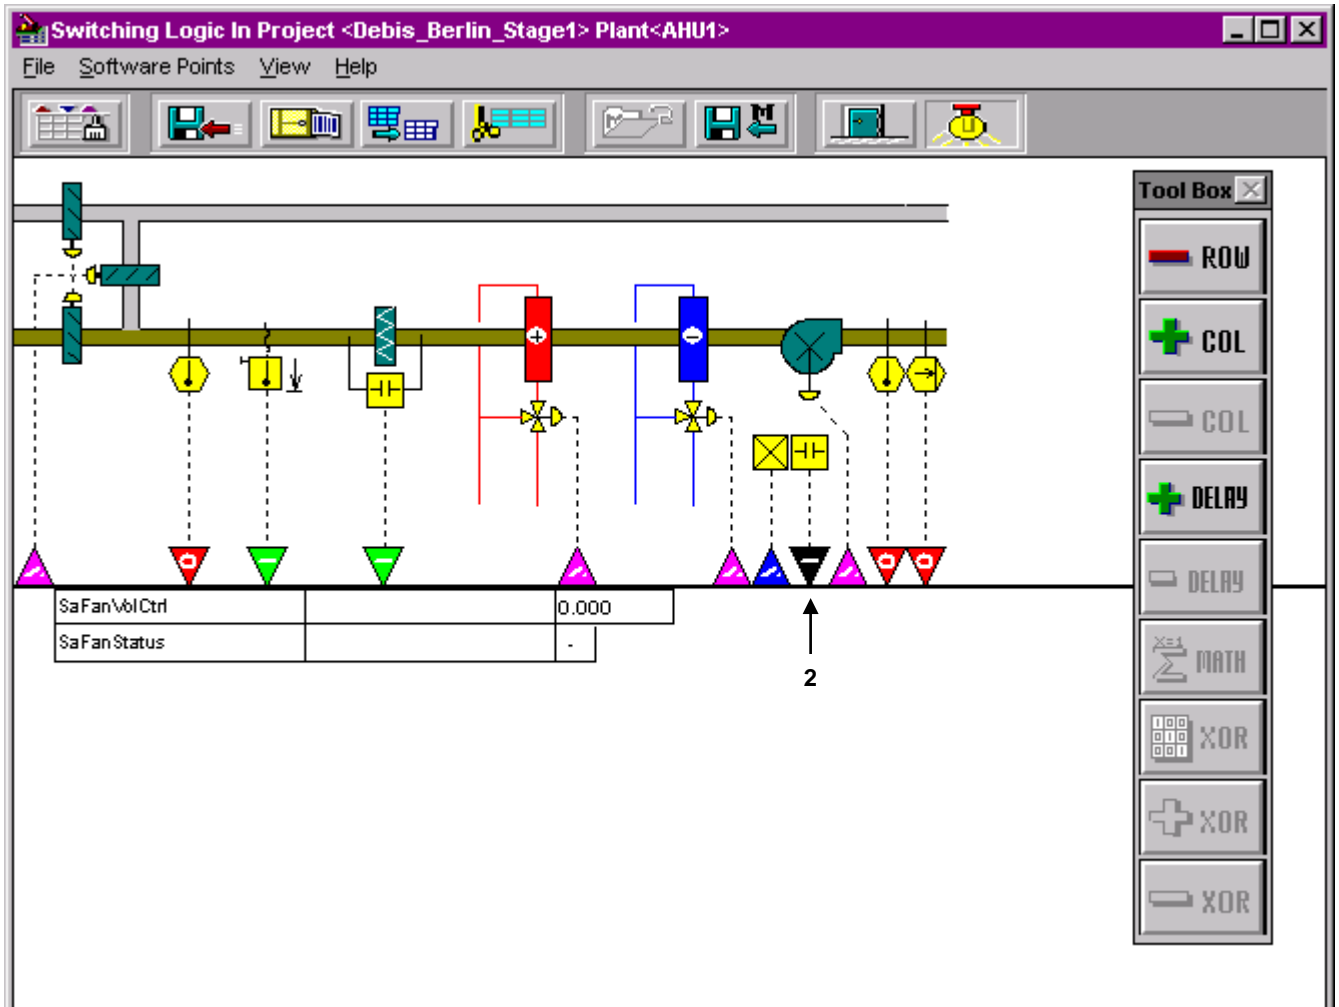 Switching Logic In Project <Debis_Berlin_Stage1> Plant<AHU1>
File Software Points View Help
M
Tool Box
ROW
COL
COL
DELAY
DELAY
X=1
Σ MATH
XOR
XOR
XOR
SaFanVolCtrl 0.000
SaFanStatus -
2